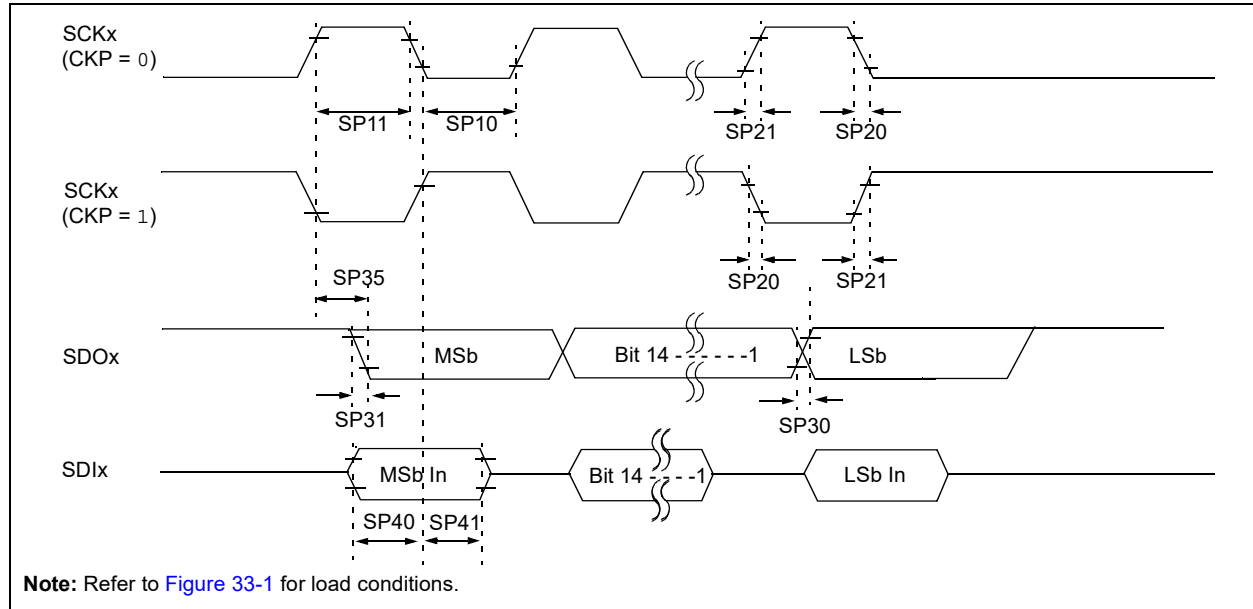 SCKx
(CKP = 0)
SP11
SP10
SP21
SP20
SCKx
(CKP = 1)
SP35
SP20
SP21
SDOx
MSb
Bit 14 - - - - - - -1
LSb
SP31
SP30
SDIx
MSb In
Bit 14 - - - - -1
LSb In
SP40
SP41
Note: Refer to Figure 33-1 for load conditions.